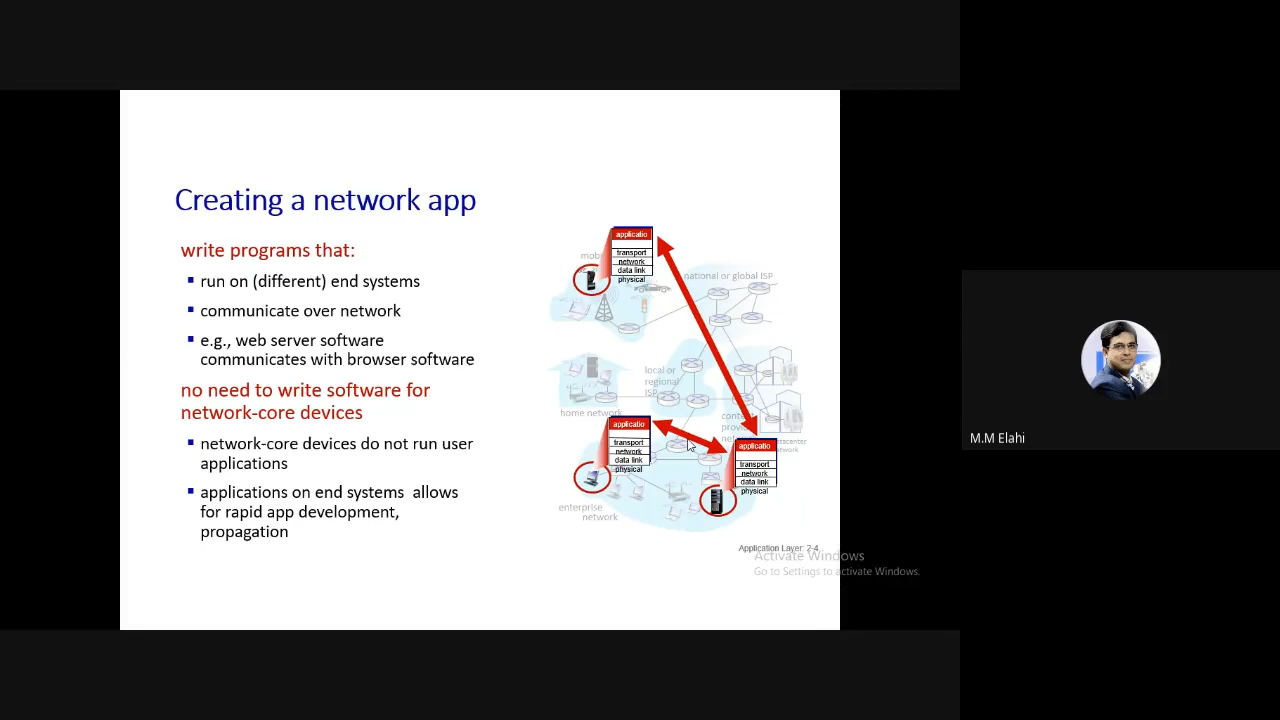 Creating a network app
write programs that:
run on (different) end systems
communicate over network
e.g., web server software
communicates with browser software
no need to write software for
network-core devices
network-core devices do not run user
applications
applications on end systems allows
for rapid app development,
propagation
applicatio
transport
network
data link
physical
national or global ISP
local or
regional
ISP
home network
applicatio
transport
network
data link
physical
applicatio
transport
network
data link
physical
enterprise
network
Application Layer: 2-4
Activate Windows
Go to Settings to activate Windows.
M.M Elahi